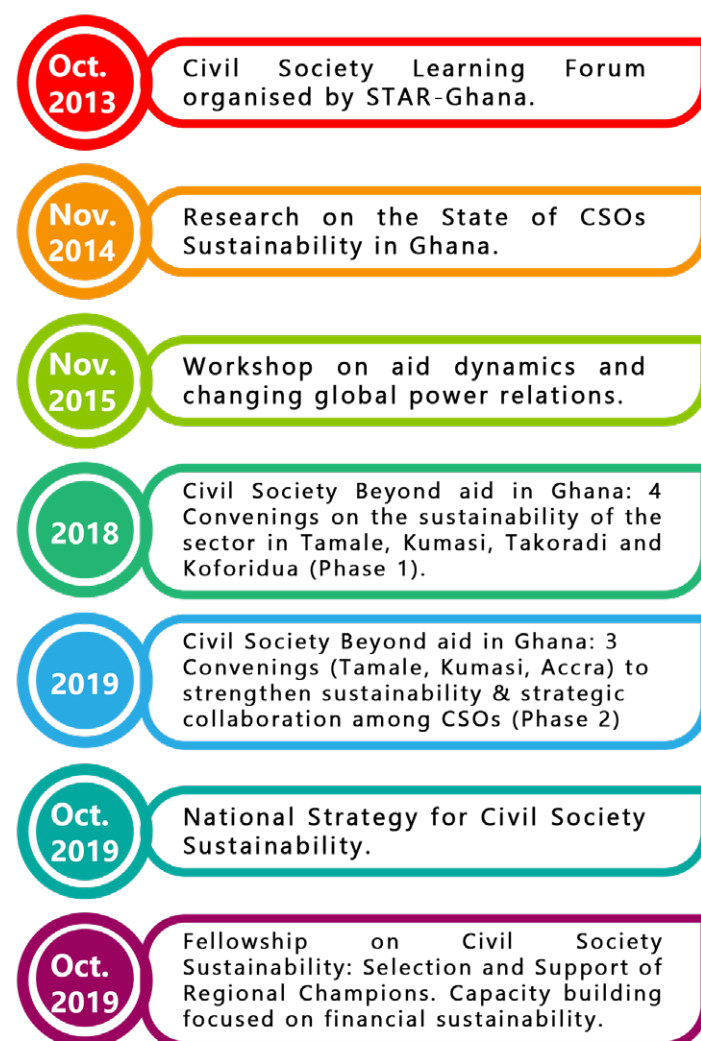 Oct.
2013
Civil Society Learning Forum
organised by STAR-Ghana.
Nov.
2014
Research on the State of CSOs
Sustainability in Ghana.
Nov.
2015
Workshop on aid dynamics and
changing global power relations.
2018
Civil Society Beyond aid in Ghana: 4
Convenings on the sustainability of the
sector in Tamale, Kumasi, Takoradi and
Koforidua (Phase 1).
2019
Civil Society Beyond aid in Ghana: 3
Convenings (Tamale, Kumasi, Accra) to
strengthen sustainability & strategic
collaboration among CSOs (Phase 2)
Oct.
2019
National Strategy for Civil Society
Sustainability.
Oct.
2019
Fellowship on Civil Society
Sustainability: Selection and Support of
Regional Champions. Capacity building
focused on financial sustainability.